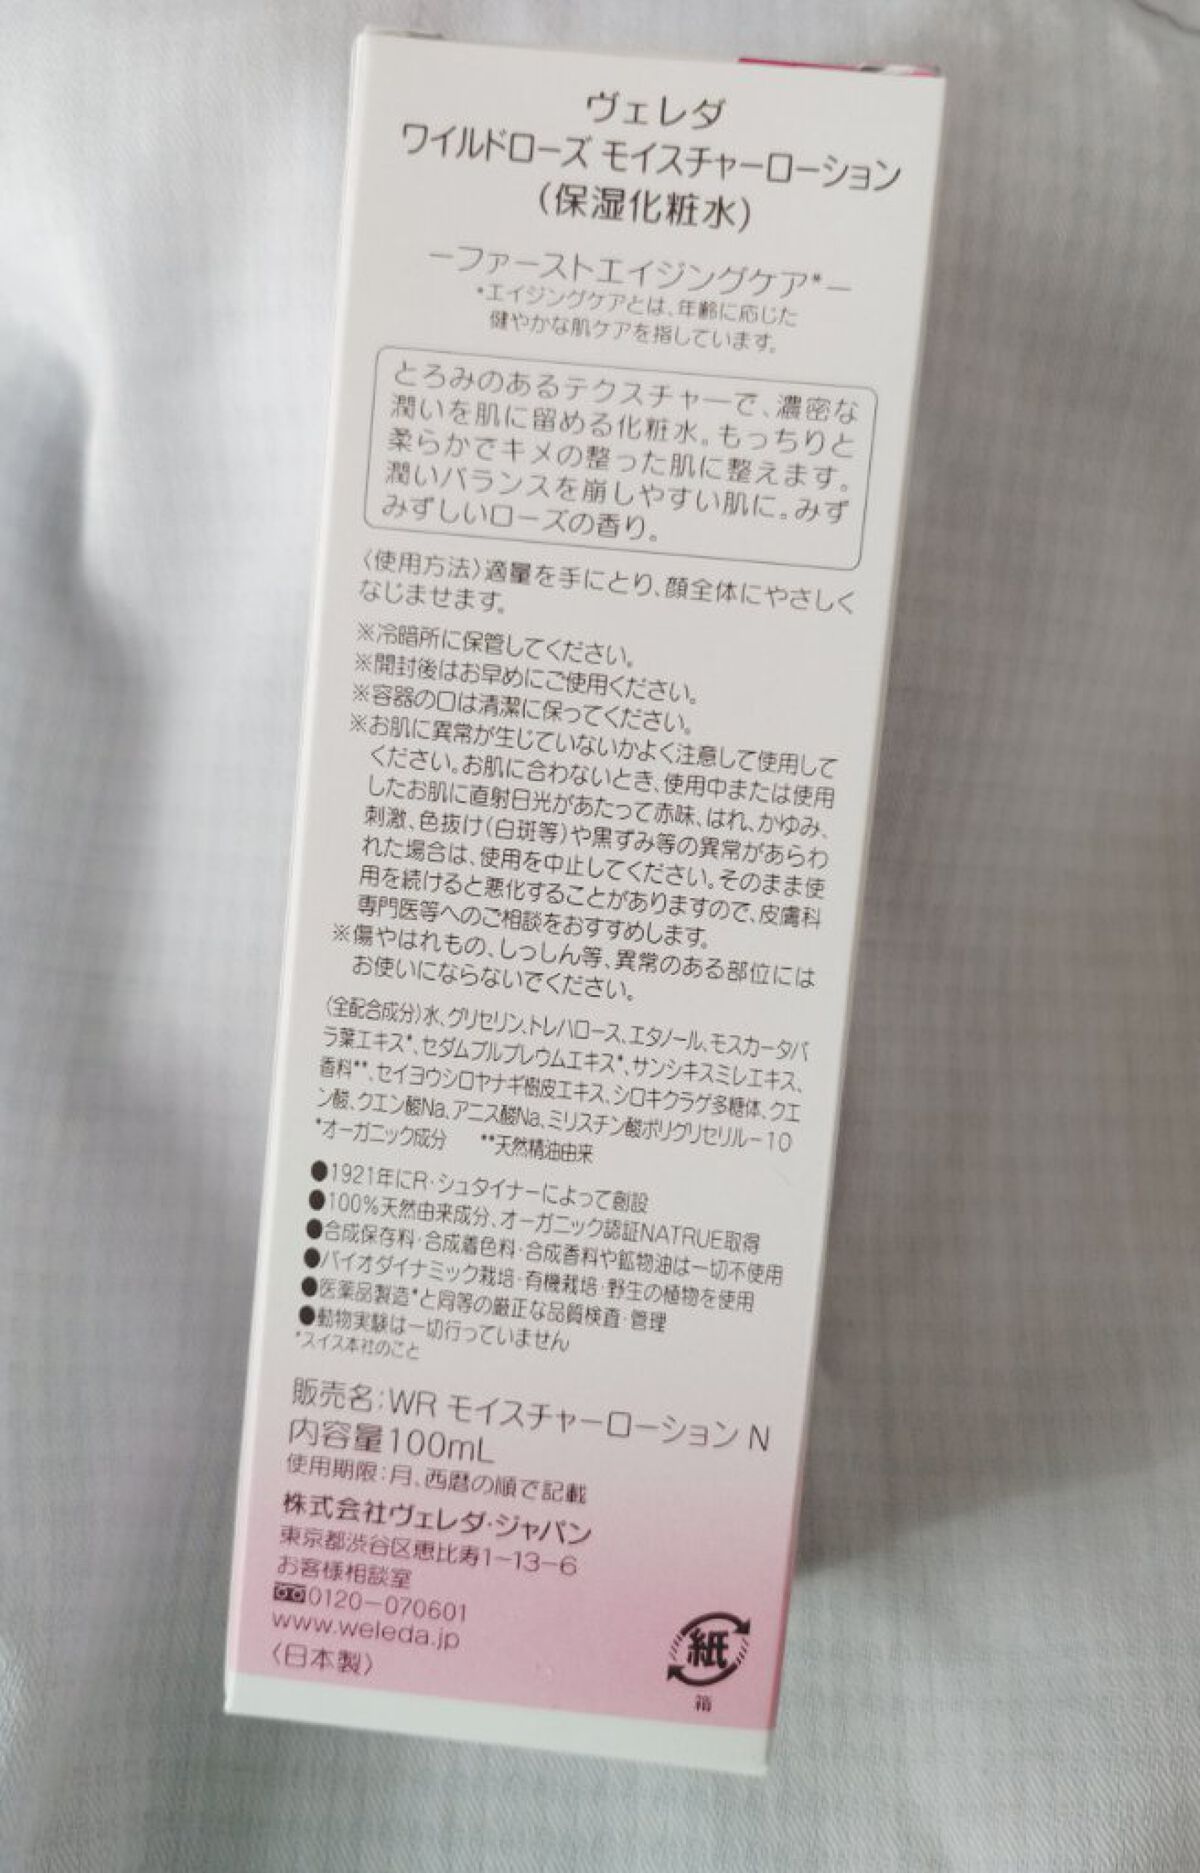 ヴェレダ
ワイルドローズ モイスチャーローション
(保湿化粧水)
－ファーストエイジングケア*－
*エイジングケアとは、年齢に応じた
健やかな肌ケアを指しています。
とろみのあるテクスチャーで、濃密な
潤いを肌に留める化粧水。もっちりと
柔らかでキメの整った肌に整えます。
潤いバランスを崩しやすい肌に。みず
みずしいローズの香り。
〈使用方法〉適量を手にとり、顔全体にやさしく
なじませます。
※冷暗所に保管してください。
※開封後はお早めにご使用ください。
※容器の口は清潔に保ってください。
※お肌に異常が生じていないかよく注意して使用して
ください。お肌に合わないとき、使用中または使用
したお肌に直射日光があたって赤味、はれ、かゆみ、
刺激、色抜け(白斑等)や黒ずみ等の異常があらわ
れた場合は、使用を中止してください。そのまま使
用を続けると悪化することがありますので、皮膚科
専門医等へのご相談をおすすめします。
※傷やはれもの、しっしん等、異常のある部位には
お使いにならないでください。
(全配合成分)水、グリセリン、トレハロース、エタノール、モスカータバ
ラ葉エキス*、セダムプルプレウムエキス*、サンシキスミレエキス、
香料**、セイヨウシロヤナギ樹皮エキス、シロキクラゲ多糖体、クエ
ン酸、クエン酸Na、アニス酸Na、ミリスチン酸ポリグリセリル－10
*オーガニック成分 **天然精油由来
●1921年にR・シュタイナーによって創設
●100%天然由来成分、オーガニック認証NATRUE取得
●合成保存料・合成着色料・合成香料や鉱物油は一切不使用
●バイオダイナミック栽培・有機栽培・野生の植物を使用
●医薬品製造*と同等の厳正な品質検査・管理
●動物実験は一切行っていません
*スイス本社のこと
販売名：WR モイスチャーローション N
内容量100mL
使用期限：月、西暦の順で記載
株式会社ヴェレダ・ジャパン
東京都渋谷区恵比寿1－13－6
お客様相談室
0120－070601
www.weleda.jp
〈日本製〉
紙
箱